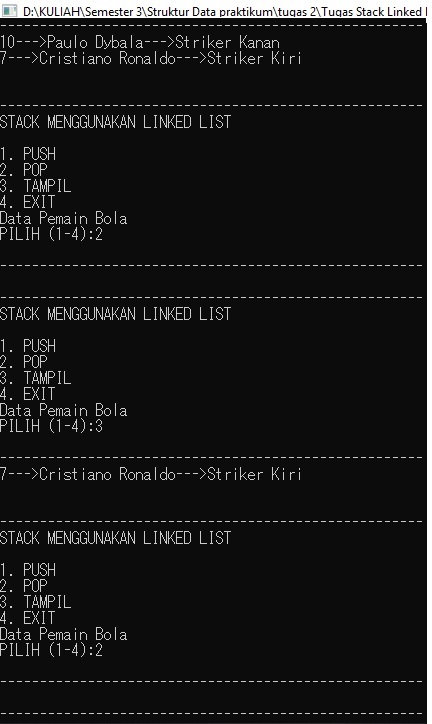 D:\KULIAH\Semester 3\Struktur Data praktikum\tugas 2\Tugas Stack Linked
-----------------------------------------------------
10--->Paulo Dybala--->Striker Kanan
7--->Cristiano Ronaldo--->Striker Kiri
-----------------------------------------------------
STACK MENGGUNAKAN LINKED LIST
1. PUSH
2. POP
3. TAMPIL
4. EXIT
Data Pemain Bola
PILIH (1-4):2
-----------------------------------------------------
-----------------------------------------------------
STACK MENGGUNAKAN LINKED LIST
1. PUSH
2. POP
3. TAMPIL
4. EXIT
Data Pemain Bola
PILIH (1-4):3
-----------------------------------------------------
7--->Cristiano Ronaldo--->Striker Kiri
-----------------------------------------------------
STACK MENGGUNAKAN LINKED LIST
1. PUSH
2. POP
3. TAMPIL
4. EXIT
Data Pemain Bola
PILIH (1-4):2
-----------------------------------------------------
-----------------------------------------------------